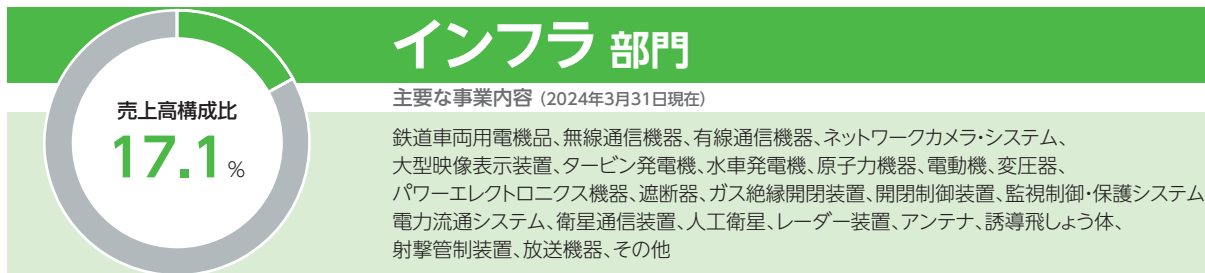 インフラ 部門
売上高構成比
17.1%
主要な事業内容（2024年3月31日現在）
鉄道車両用電機品、無線通信機器、有線通信機器、ネットワークカメラ・システム、
大型映像表示装置、タービン発電機、水車発電機、原子力機器、電動機、変圧器、
パワーエレクトロニクス機器、遮断器、ガス絶縁開閉装置、開閉制御装置、監視制御・保護システム
電力流通システム、衛星通信装置、人工衛星、レーダー装置、アンテナ、誘導飛しょう体、
射撃管制装置、放送機器、その他